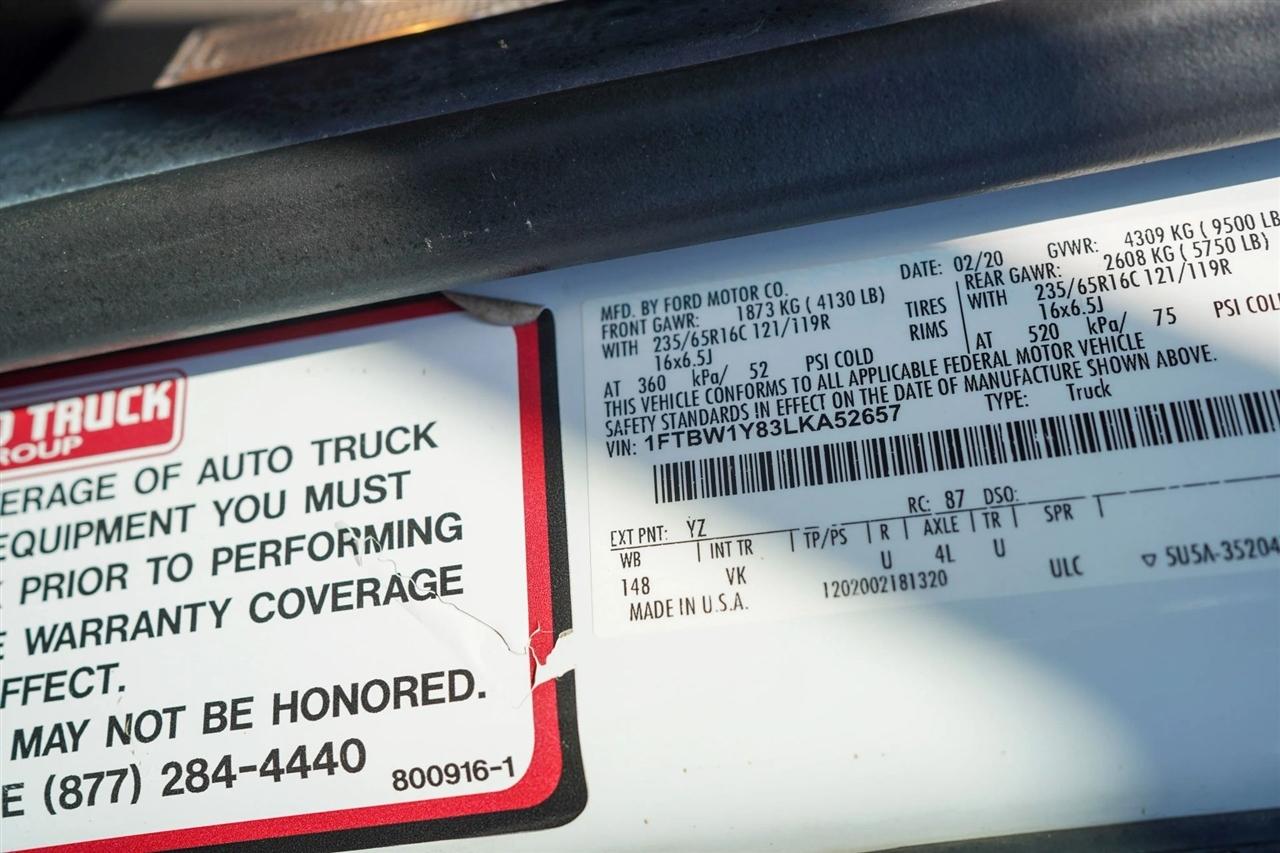 TRUCK
ROUP
ERAGE OF AUTO TRUCK
EQUIPMENT YOU MUST
PRIOR TO PERFORMING
E WARRANTY COVERAGE
FFECT.
MAY NOT BE HONORED.
E (877) 284-4440
800916-1
MFD. BY FORD MOTOR CO. DATE: 02/20 GVWR: 4309 KG ( 9500 LB
FRONT GAWR: 1873 KG ( 4130 LB) REAR GAWR: 2608 KG ( 5750 LB)
WITH 235/65R16C 121/119R TIRES WITH 235/65R16C 121/119R
16x6.5J RIMS 16x6.5J
AT 360 kPa/ 52 PSI COLD AT 520 kPa/ 75 PSI COL
THIS VEHICLE CONFORMS TO ALL APPLICABLE FEDERAL MOTOR VEHICLE
SAFETY STANDARDS IN EFFECT ON THE DATE OF MANUFACTURE SHOWN ABOVE.
VIN: 1FTBW1Y83LKA52657 TYPE: Truck
EXT PNT: YZ RC: 87 DSO:
WB INT TR TP/PS R AXLE TR SPR
148 VK U 4L U
MADE IN U.S.A. 1202002181320 ULC ▽ SU5A-35204